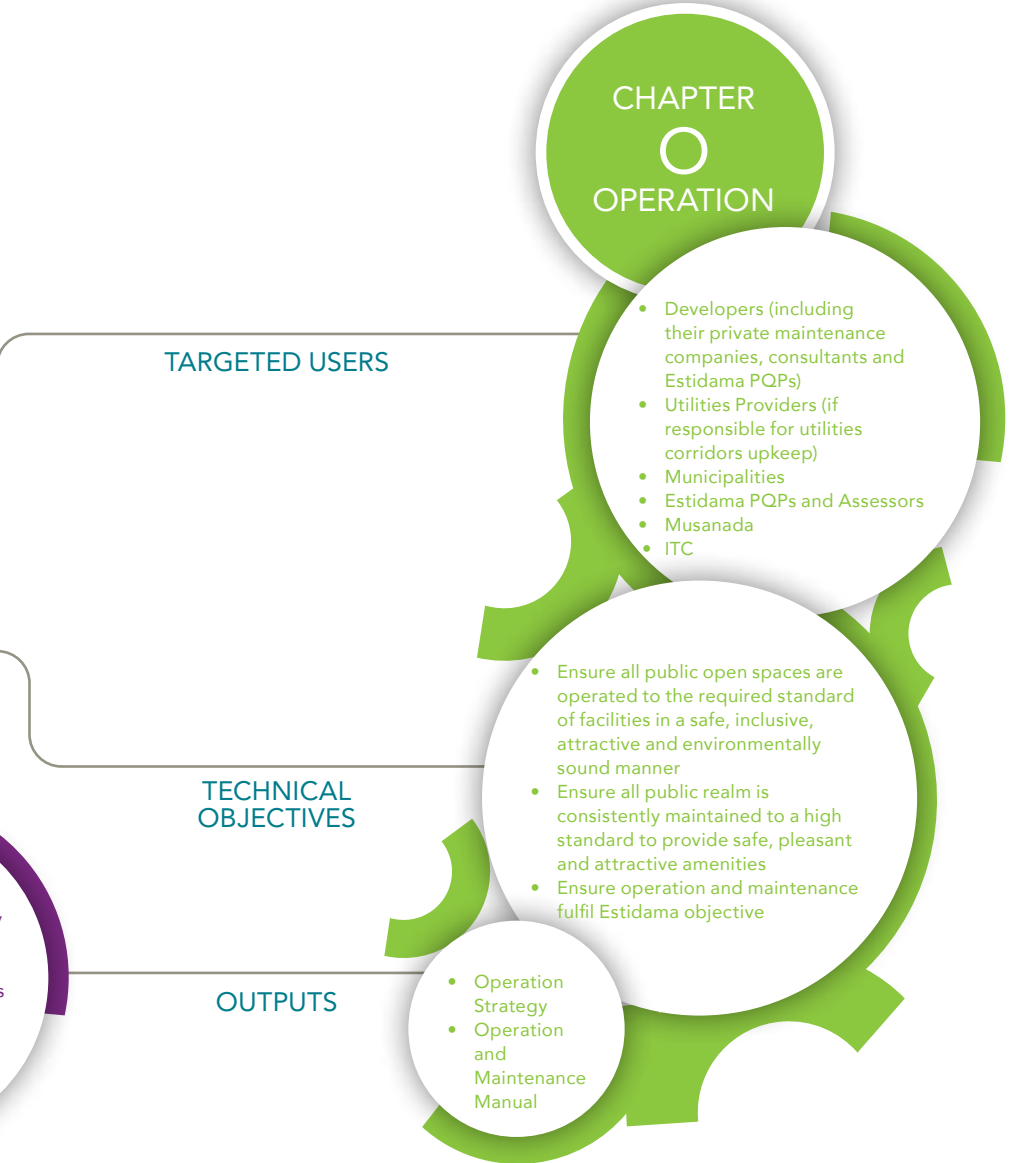 CHAPTER
O
OPERATION
TARGETED USERS
• Developers (including
their private maintenance
companies, consultants and
Estidama PQPs)
• Utilities Providers (if
responsible for utilities
corridors upkeep)
• Municipalities
• Estidama PQPs and Assessors
• Musanada
• ITC
TECHNICAL
OBJECTIVES
• Ensure all public open spaces are
operated to the required standard
of facilities in a safe, inclusive,
attractive and environmentally
sound manner
• Ensure all public realm is
consistently maintained to a high
standard to provide safe, pleasant
and attractive amenities
• Ensure operation and maintenance
fulfil Estidama objective
OUTPUTS
• Operation
Strategy
• Operation
and
Maintenance
Manual